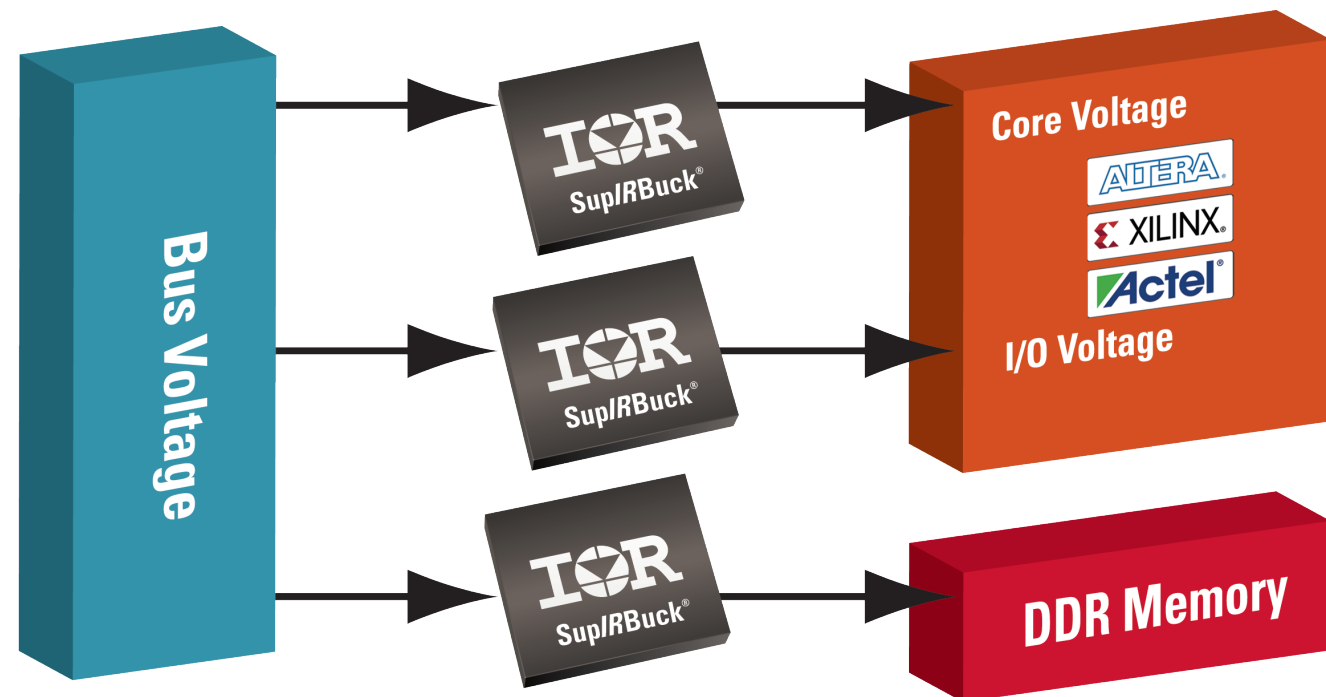 Bus Voltage
IOR
SupIRBuck®
IOR
SupIRBuck®
IOR
SupIRBuck®
Core Voltage
ALTERA®
XILINX®
Actel®
I/O Voltage
DDR Memory